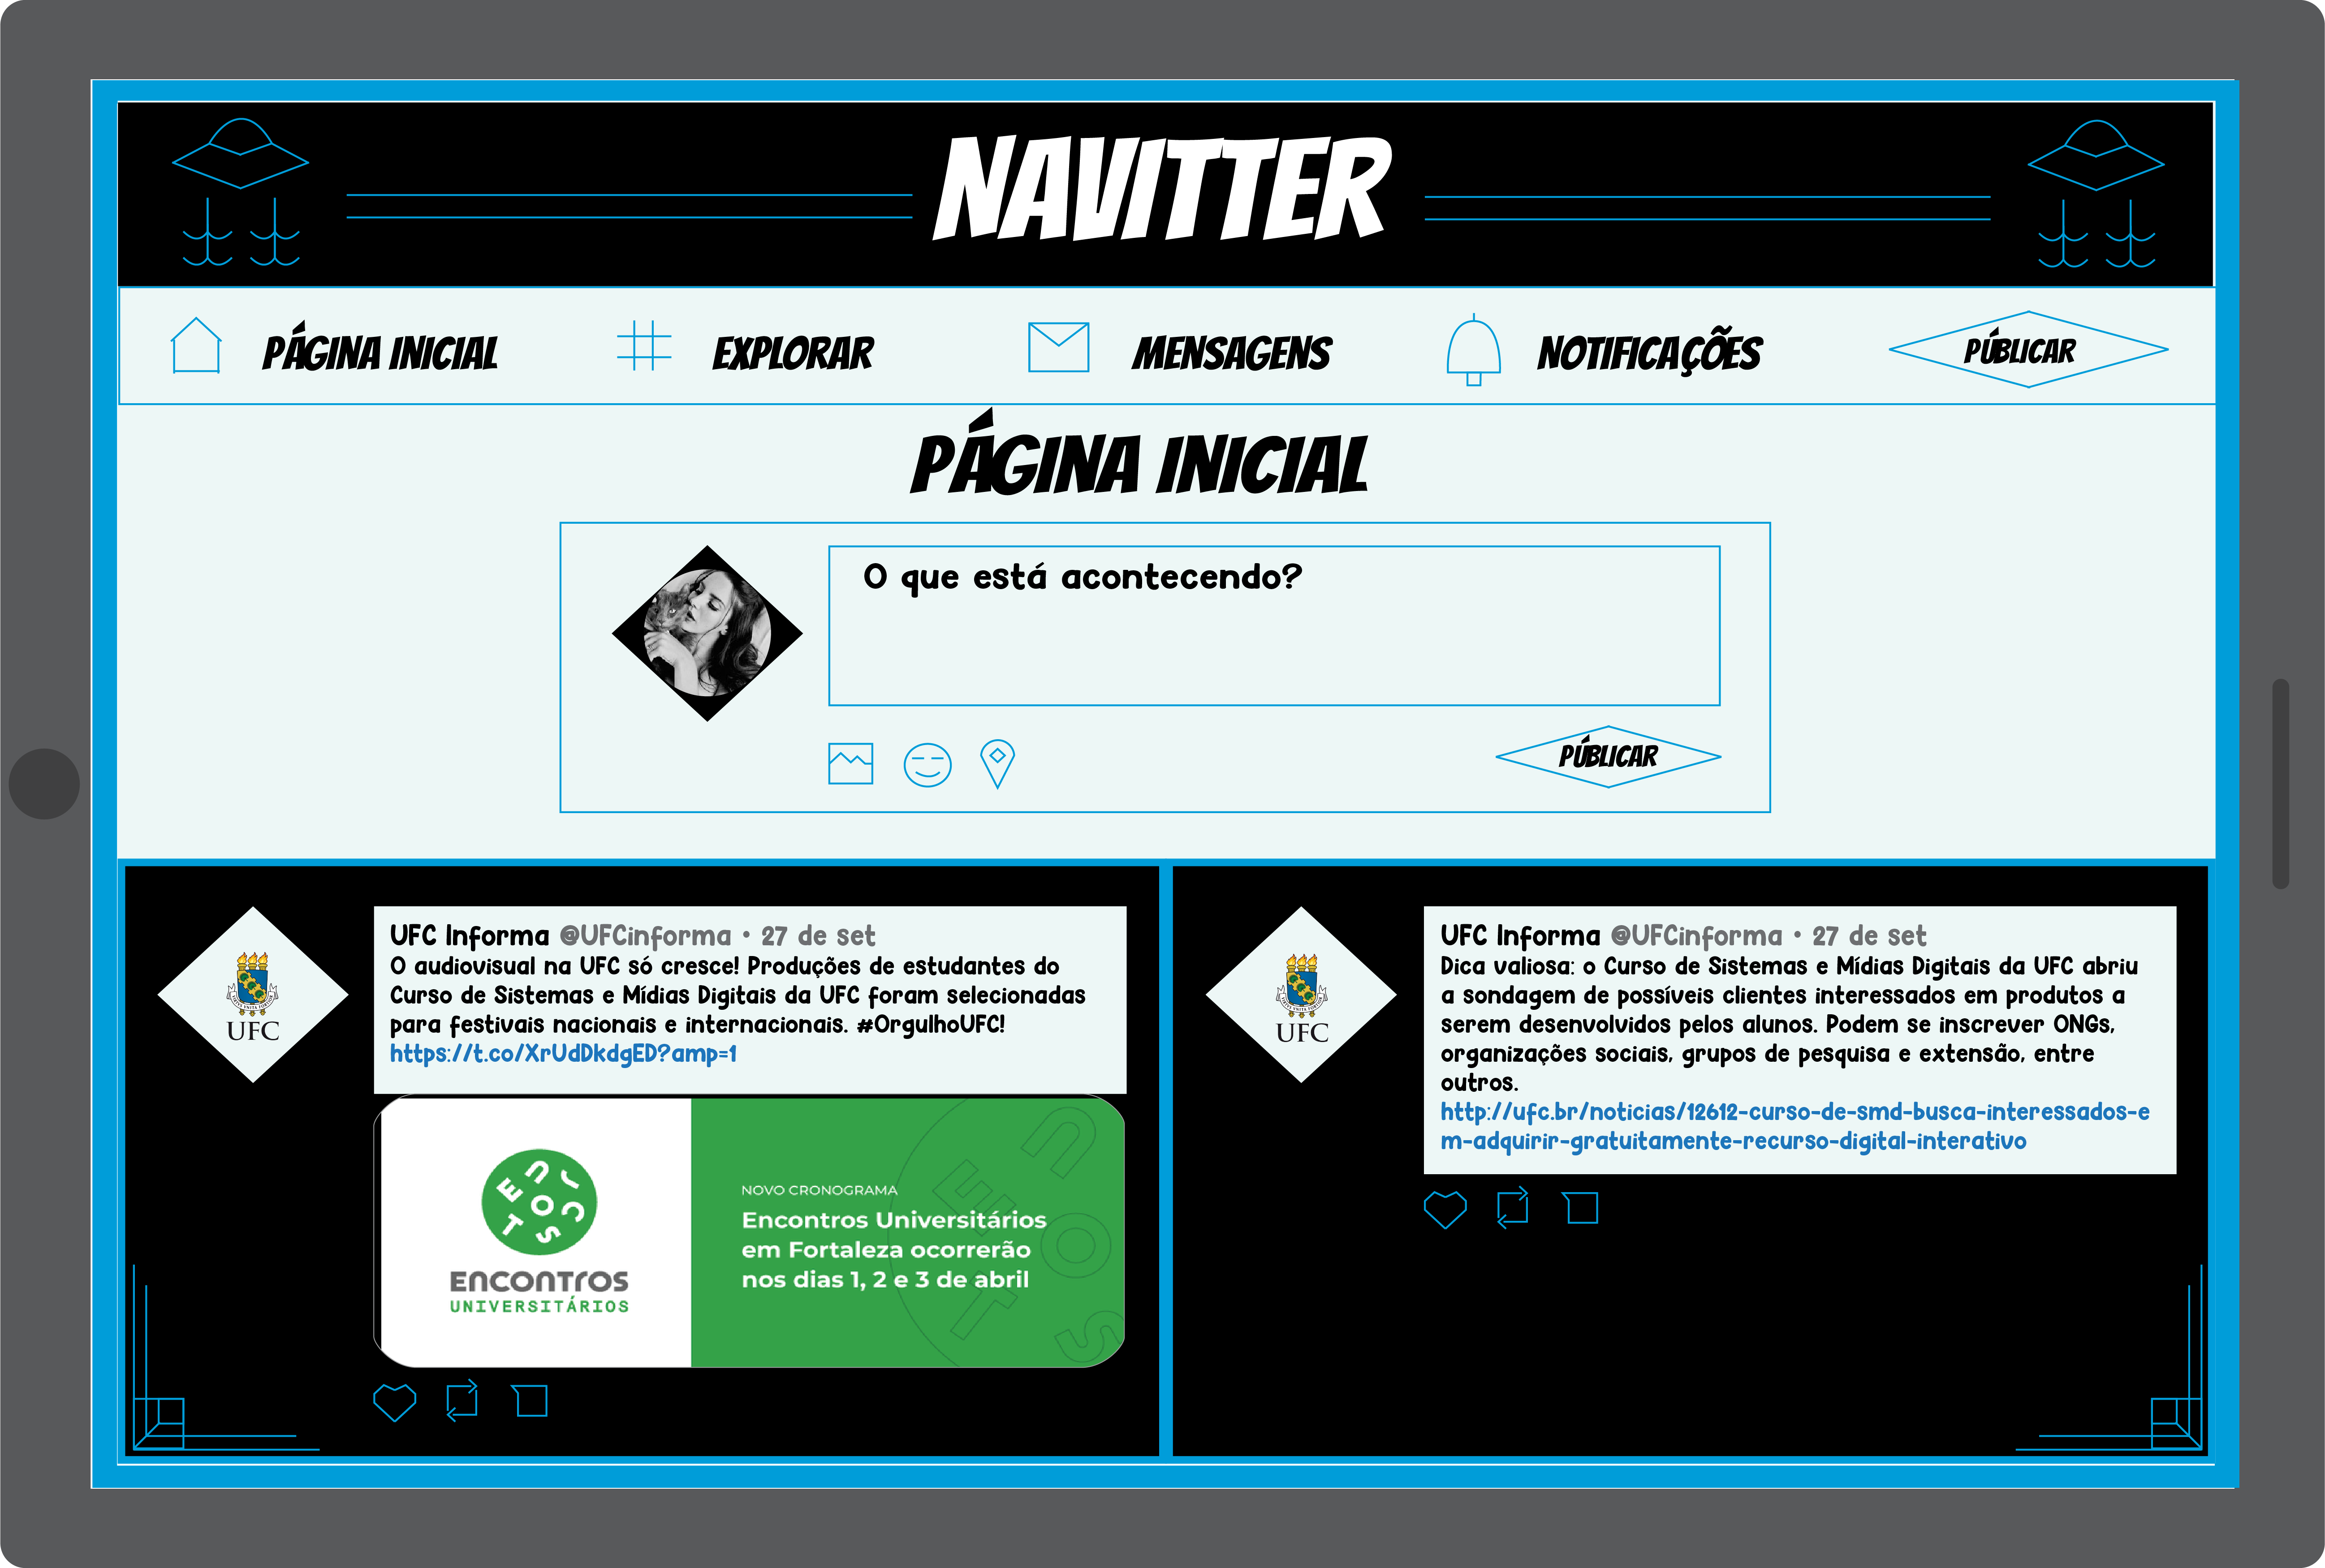 NAVITTER
PÁGINA INICIAL
EXPLORAR
MENSAGENS
NOTIFICAÇÕES
PÚBLICAR
PÁGINA INICIAL
O que está acontecendo?
PÚBLICAR
UFC Informa @UFCinforma • 27 de set
O audiovisual na UFC só cresce! Produções de estudantes do
Curso de Sistemas e Mídias Digitais da UFC foram selecionadas
para festivais nacionais e internacionais. #OrgulhoUFC!
https://t.co/XrUdDkdgED?amp=1
UFC
ENCONTROS
UNIVERSITÁRIOS
NOVO CRONOGRAMA
Encontros Universitários
em Fortaleza ocorrerão
nos dias 1, 2 e 3 de abril
UFC Informa @UFCinforma • 27 de set
Dica valiosa: o Curso de Sistemas e Mídias Digitais da UFC abriu
a sondagem de possíveis clientes interessados em produtos a
serem desenvolvidos pelos alunos. Podem se inscrever ONGs,
organizações sociais, grupos de pesquisa e extensão, entre
outros.
http://ufc.br/noticias/12612-curso-de-smd-busca-interessados-e
m-adquirir-gratuitamente-recurso-digital-interativo
UFC